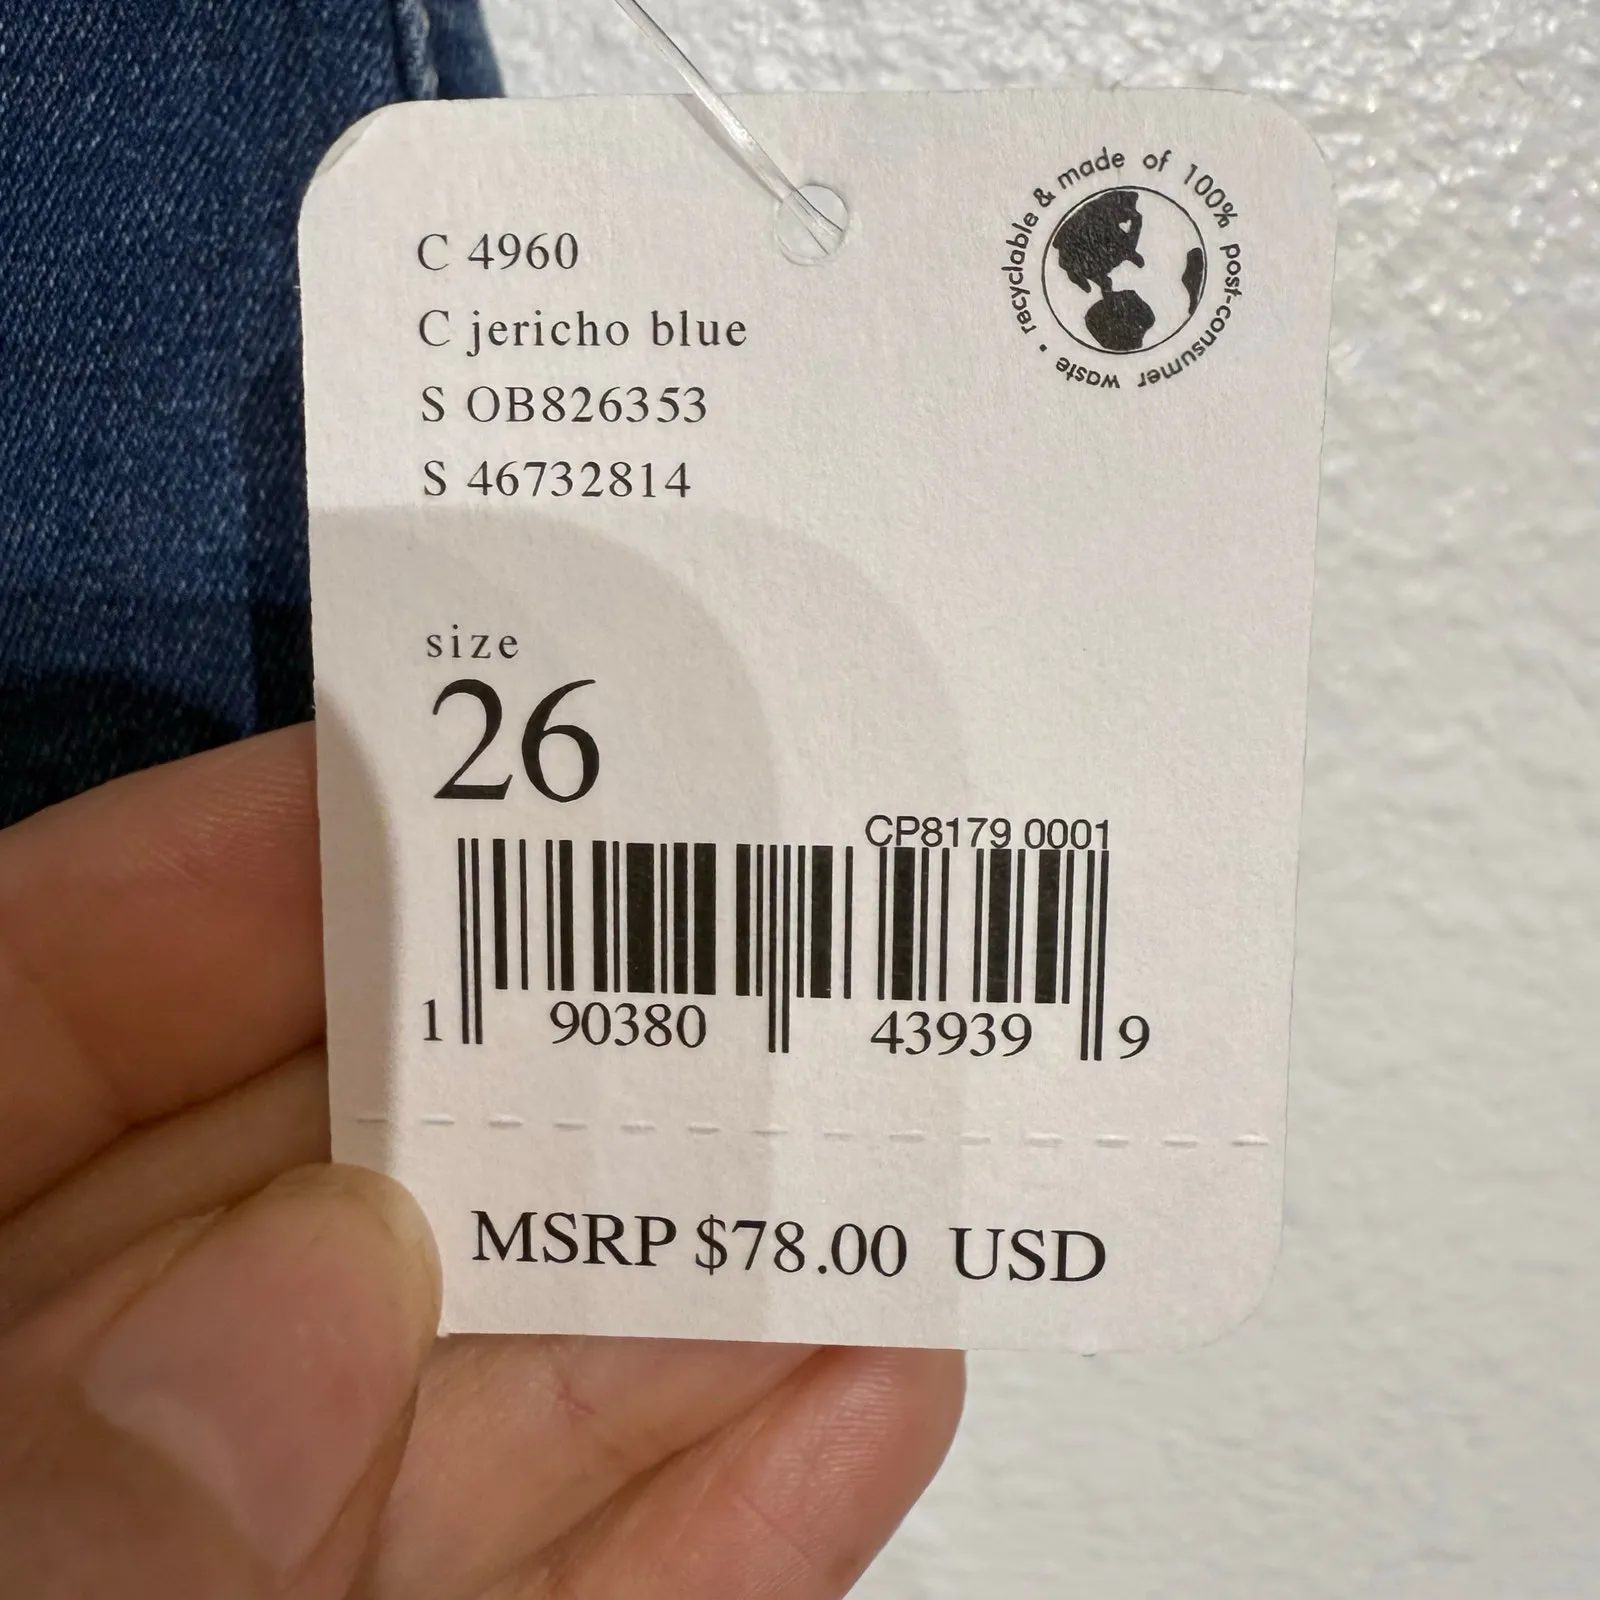 C 4960
C jericho blue
S OB826353
S 46732814
recyclable & made of 100% post-consumer waste •
size
26
CP8179 0001
1 90380 43939 9
MSRP $78.00 USD